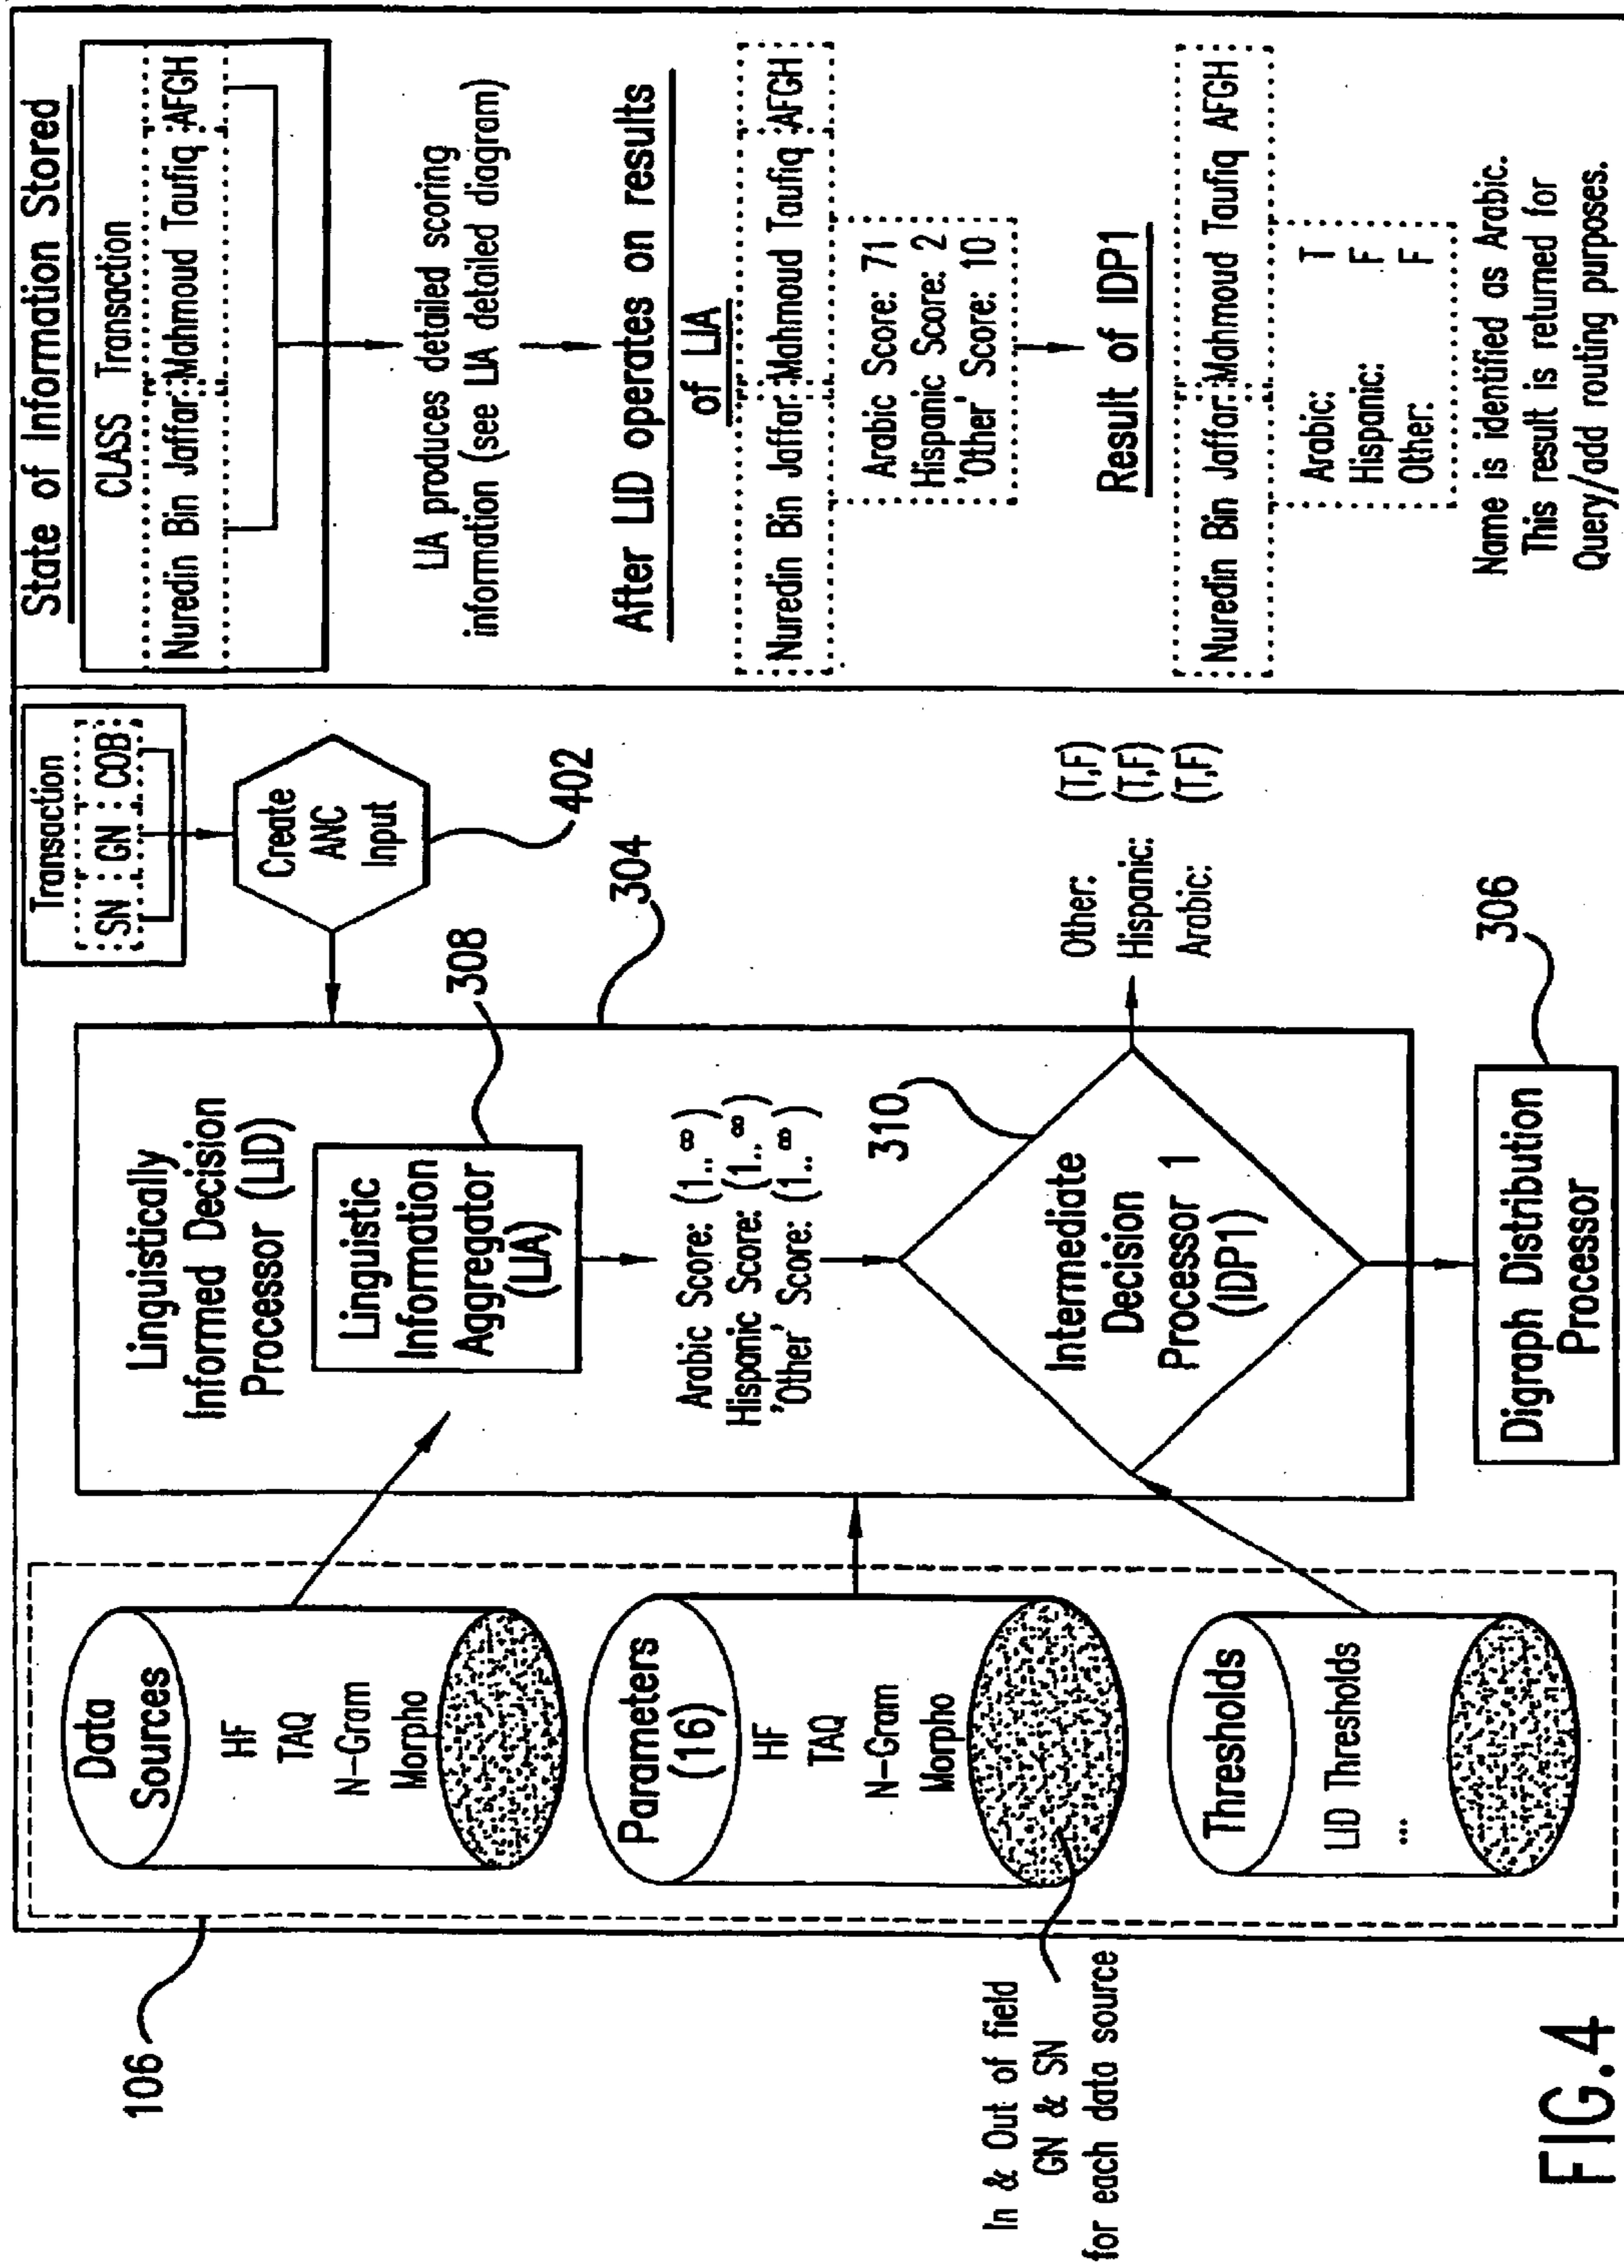 106
Data
Sources
HF
TAQ
N-Gram
Morpho
Parameters
(16)
HF
TAQ
N-Gram
Morpho
Thresholds
LID Thresholds
...
In & Out of field
GN & SN
for each data source
Transaction
SN : GN : COB
Create
ANC
Input
402
304
Linguistically
Informed Decision
Processor (LID)
308
Linguistic
Information
Aggregator
(LIA)
Arabic Score: (1.. ∞)
Hispanic Score: (1.. ∞)
'Other' Score: (1.. ∞)
310
Intermediate
Decision
Processor 1
(IDP1)
Other: (T,F)
Hispanic: (T,F)
Arabic: (T,F)
306
Digraph Distribution
Processor
State of Information Stored
CLASS Transaction
Nuredin Bin Jaffar:Mahmoud Taufiq :AFGH
LIA produces detailed scoring
information (see LIA detailed diagram)
After LID operates on results
of LIA
Nuredin Bin Jaffar:Mahmoud Taufiq :AFGH
Arabic Score: 71
Hispanic Score: 2
'Other' Score: 10
Result of IDP1
Nuredin Bin Jaffar:Mahmoud Taufiq AFGH
Arabic: T
Hispanic: F
Other: F
Name is identified as Arabic.
This result is returned for
Query/add routing purposes.
FIG.4